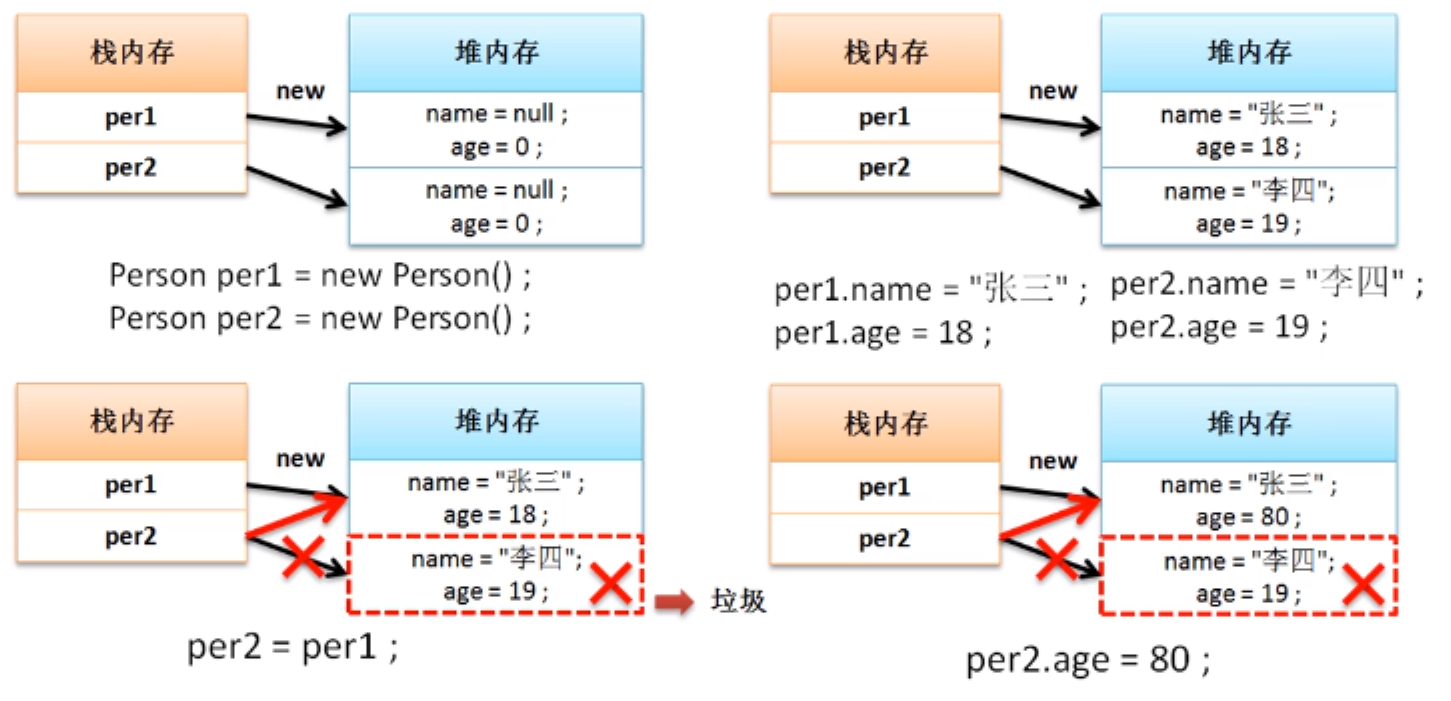 栈内存
堆内存
new
per1
per2
name = null ;
age = 0 ;
name = null ;
age = 0 ;
Person per1 = new Person() ;
Person per2 = new Person() ;
栈内存
堆内存
new
per1
per2
name = "张三" ;
age = 18 ;
name = "李四";
age = 19 ;
per1.name = "张三" ;
per1.age = 18 ;
per2.name = "李四" ;
per2.age = 19 ;
栈内存
堆内存
new
per1
per2
name = "张三" ;
age = 18 ;
name = "李四";
age = 19 ;
垃圾
per2 = per1 ;
栈内存
堆内存
new
per1
per2
name = "张三" ;
age = 80 ;
name = "李四";
age = 19 ;
per2.age = 80 ;